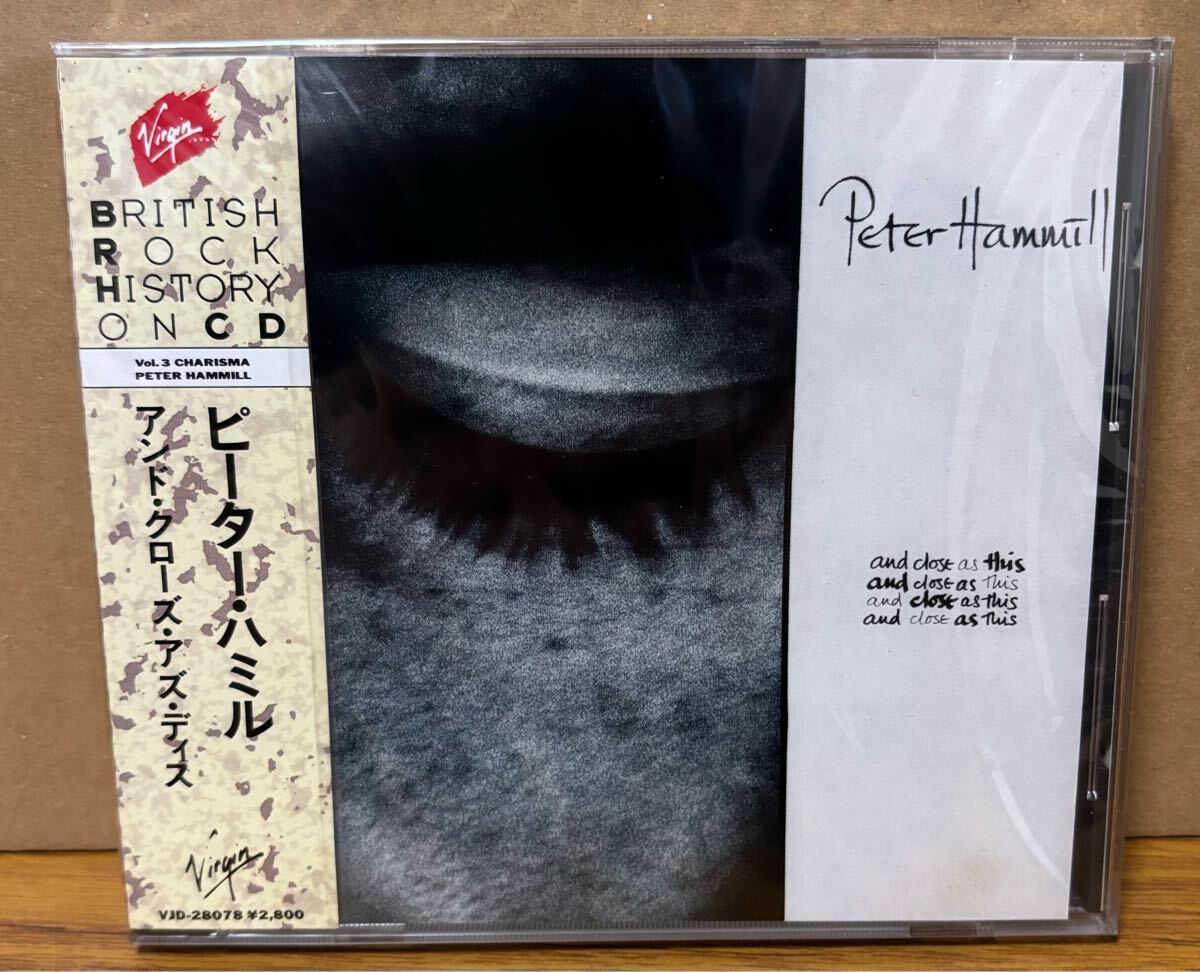 Virgin
BRITISH
ROCK
HISTORY
ON CD
Vol.3 CHARISMA
PETER HAMMILL
ピーター・ハミル
アンド・クローズ・アズ・ディス
Virgin
VJD-28078 ¥2,800
Peter Hammill
and close as this
and close as this
and close as this
and close as this